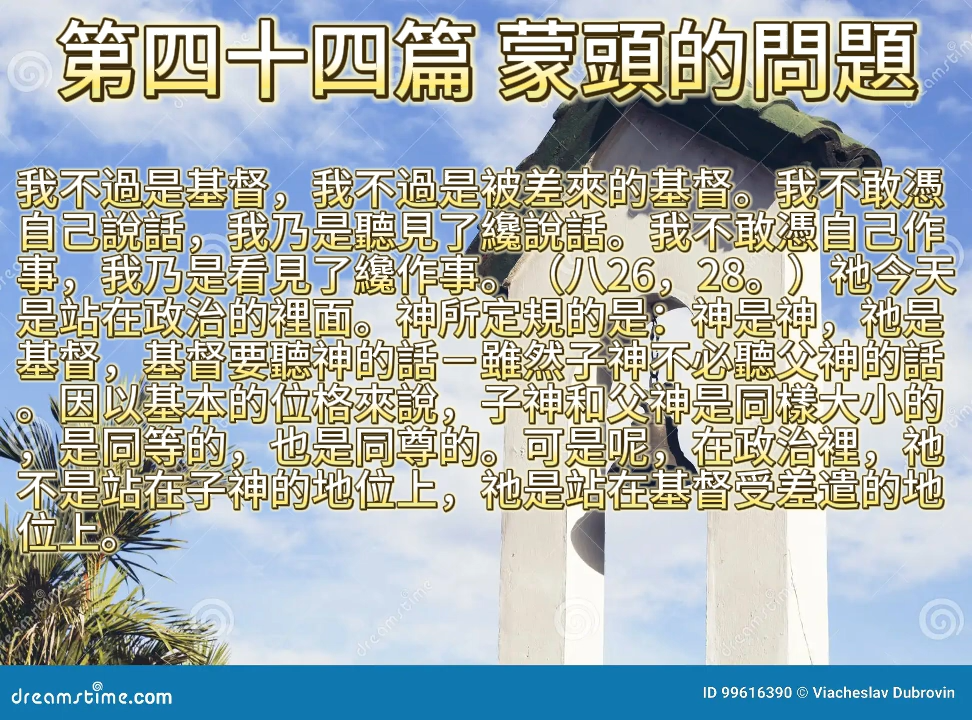 第四十四篇 蒙頭的問題
我不過是基督，我不過是被差來的基督。我不敢憑
自己說話，我乃是聽見了纔說話。我不敢憑自己作
事，我乃是看見了纔作事。（八26，28。）祂今天
是站在政治的裡面。神所定規的是：神是神，祂是
基督，基督要聽神的話－雖然子神不必聽父神的話
。因以基本的位格來說，子神和父神是同樣大小的
，是同等的，也是同尊的。可是呢，在政治裡，祂
不是站在子神的地位上，祂是站在基督受差遣的地
位上。
dreamstime.com
ID 99616390 © Viacheslav Dubrovin